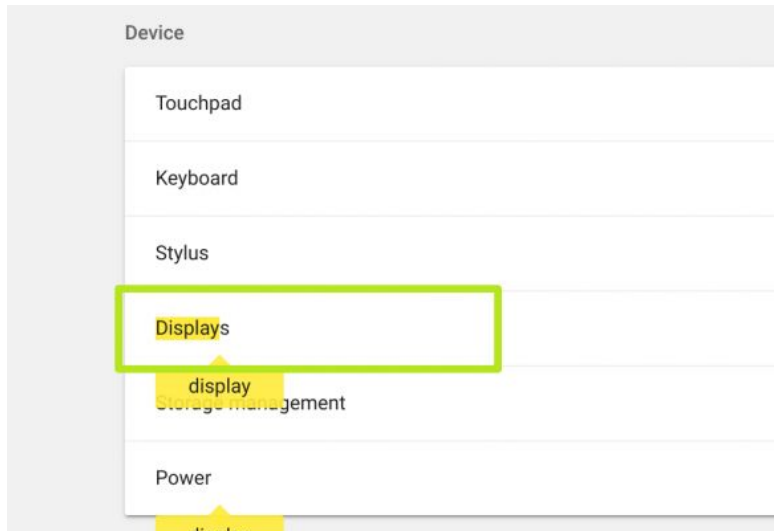 Device
Touchpad
Keyboard
Stylus
Displays
display
Storage management
Power